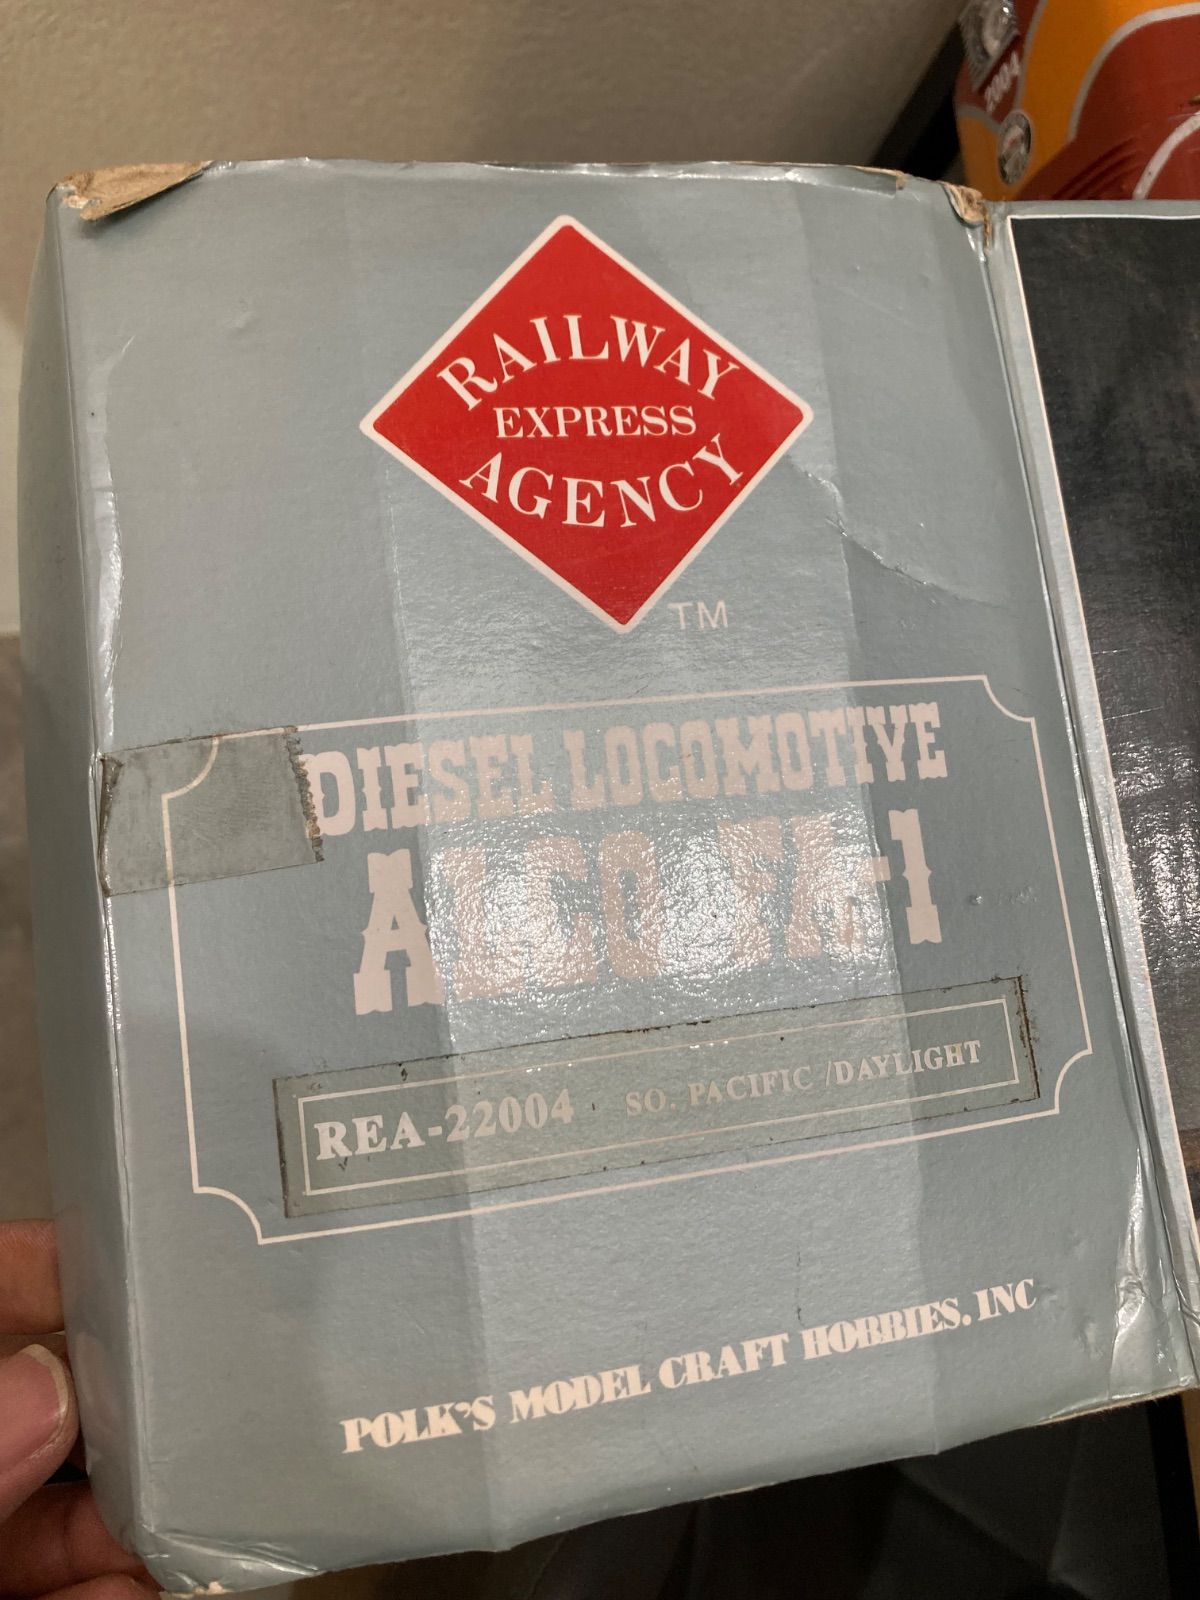 2004
RAILWAY
EXPRESS
AGENCY
TM
DIESEL LOCOMOTIVE
ALCO FA-1
REA-22004 SO. PACIFIC /DAYLIGHT
POLK'S MODEL CRAFT HOBBIES. INC